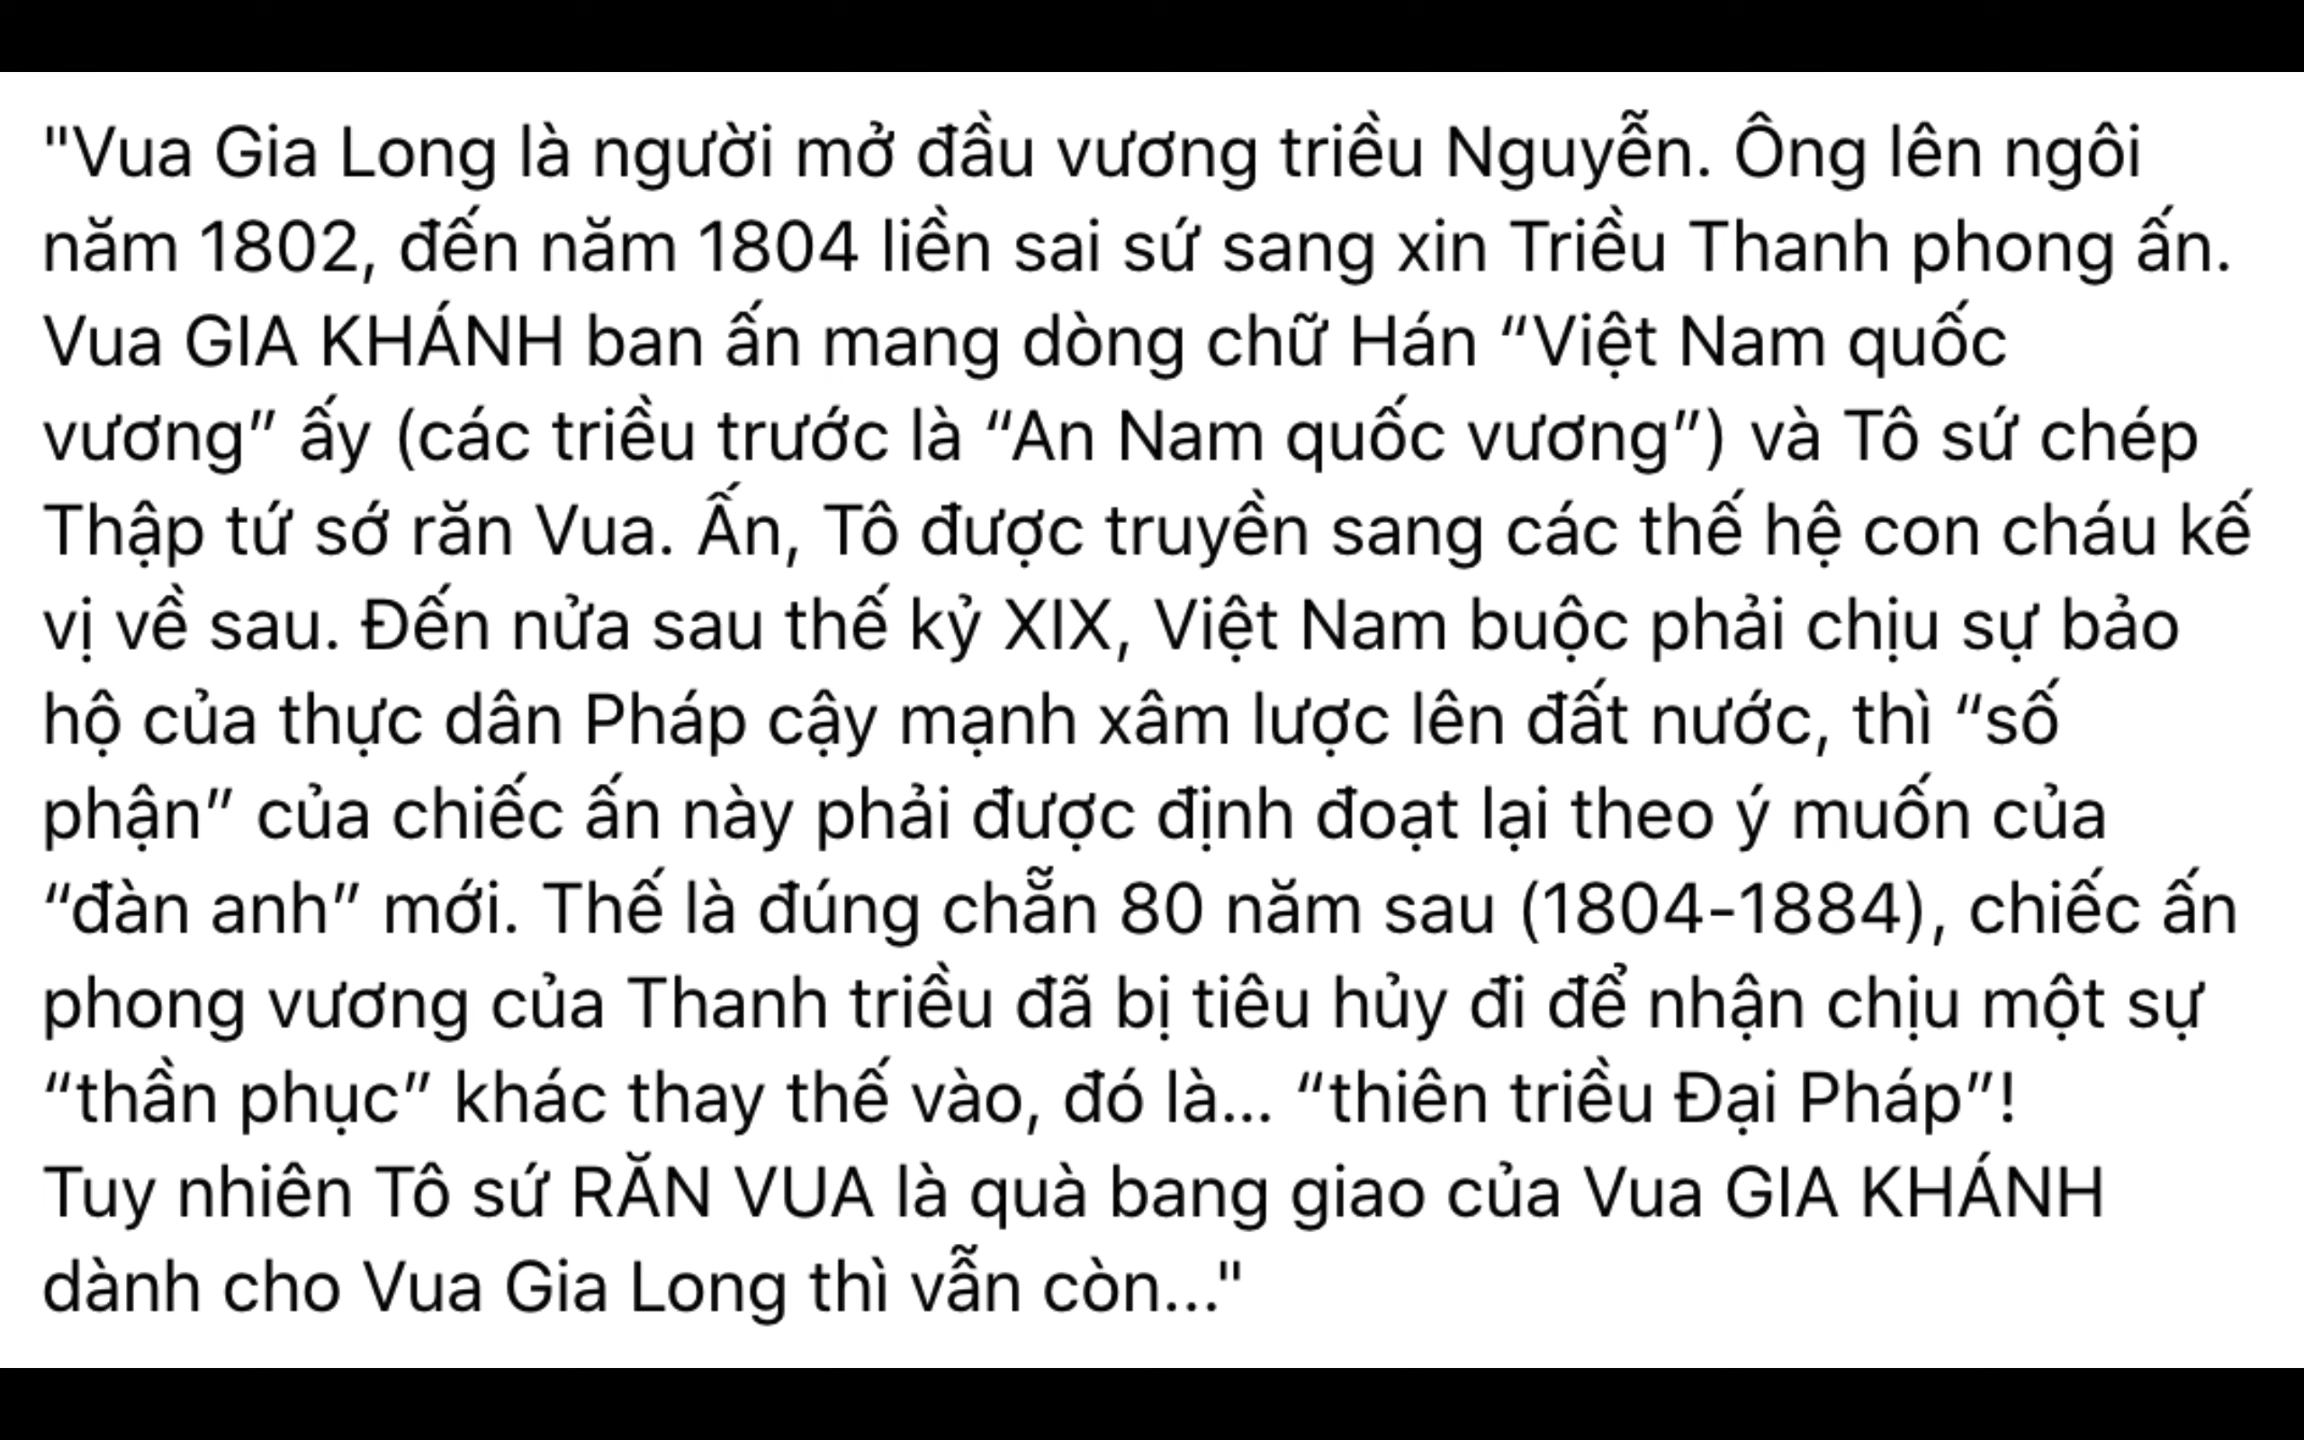 "Vua Gia Long là người mở đầu vương triều Nguyễn. Ông lên ngôi
năm 1802, đến năm 1804 liền sai sứ sang xin Triều Thanh phong ấn.
Vua GIA KHÁNH ban ấn mang dòng chữ Hán “Việt Nam quốc
vương” ấy (các triều trước là “An Nam quốc vương”) và Tô sứ chép
Thập tứ sớ răn Vua. Ấn, Tô được truyền sang các thế hệ con cháu kế
vị về sau. Đến nửa sau thế kỷ XIX, Việt Nam buộc phải chịu sự bảo
hộ của thực dân Pháp cậy mạnh xâm lược lên đất nước, thì “số
phận” của chiếc ấn này phải được định đoạt lại theo ý muốn của
“đàn anh” mới. Thế là đúng chẵn 80 năm sau (1804-1884), chiếc ấn
phong vương của Thanh triều đã bị tiêu hủy đi để nhận chịu một sự
“thần phục” khác thay thế vào, đó là... “thiên triều Đại Pháp”!
Tuy nhiên Tô sứ RĂN VUA là quà bang giao của Vua GIA KHÁNH
dành cho Vua Gia Long thì vẫn còn..."